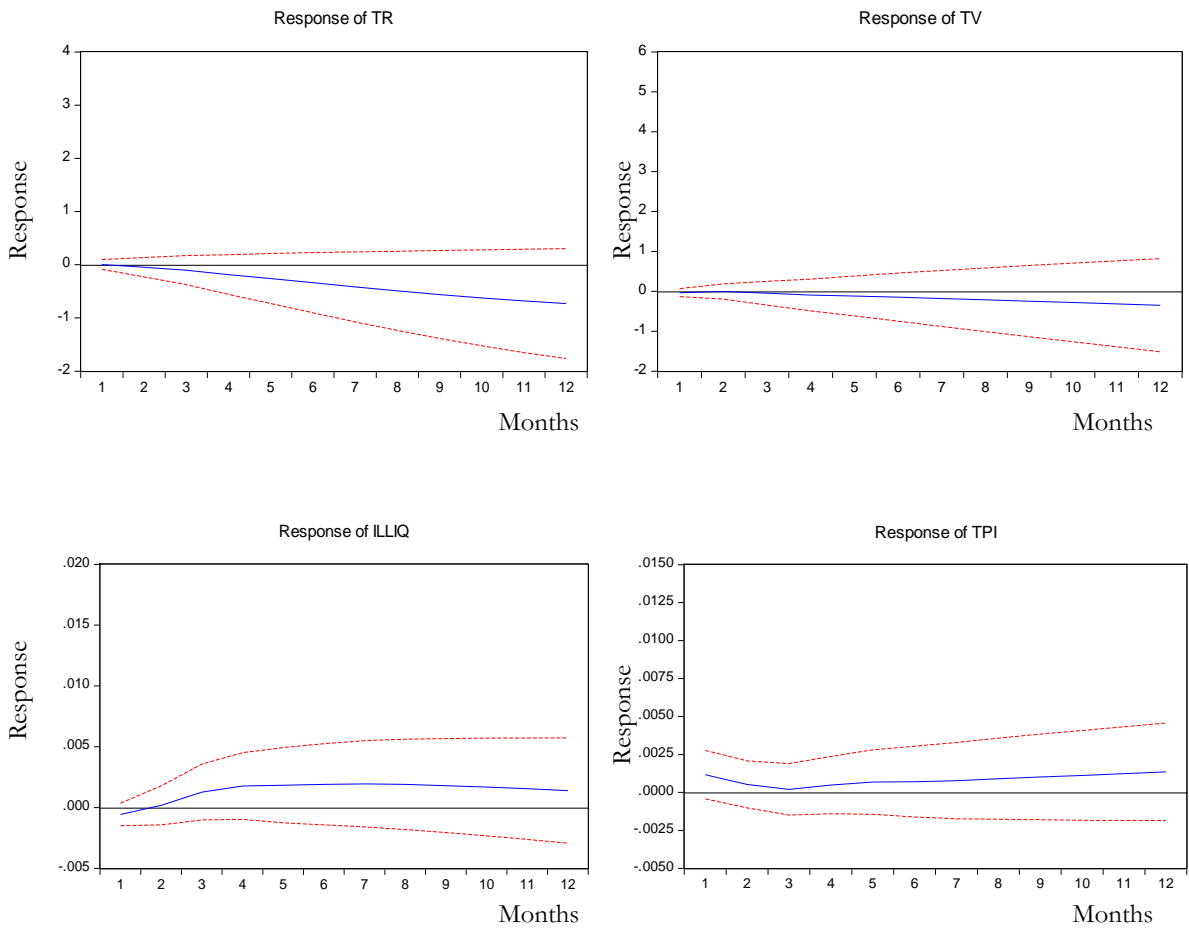 Response of TR
4
3
2
1
0
-1
-2
1 2 3 4 5 6 7 8 9 10 11 12
Response
Months
Response of TV
6
5
4
3
2
1
0
-1
-2
1 2 3 4 5 6 7 8 9 10 11 12
Response
Months
Response of ILLIQ
.020
.015
.010
.005
.000
-.005
1 2 3 4 5 6 7 8 9 10 11 12
Response
Months
Response of TPI
.0150
.0125
.0100
.0075
.0050
.0025
.0000
-.0025
-.0050
1 2 3 4 5 6 7 8 9 10 11 12
Response
Months